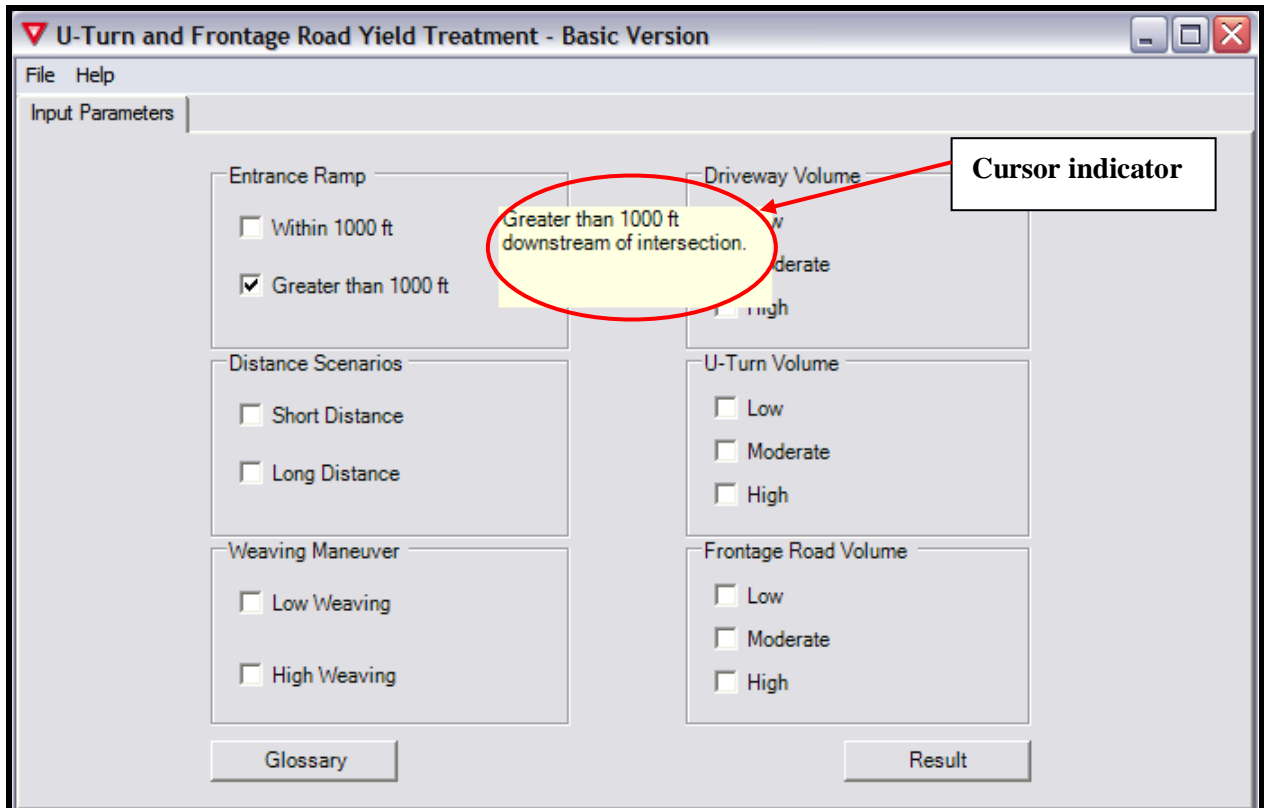 U-Turn and Frontage Road Yield Treatment - Basic Version
File Help
Input Parameters
Entrance Ramp
Within 1000 ft
Greater than 1000 ft
Greater than 1000 ft
downstream of intersection.
Cursor indicator
Driveway Volume
High
Distance Scenarios
Short Distance
Long Distance
U-Turn Volume
Low
Moderate
High
Weaving Maneuver
Low Weaving
High Weaving
Frontage Road Volume
Low
Moderate
High
Glossary
Result